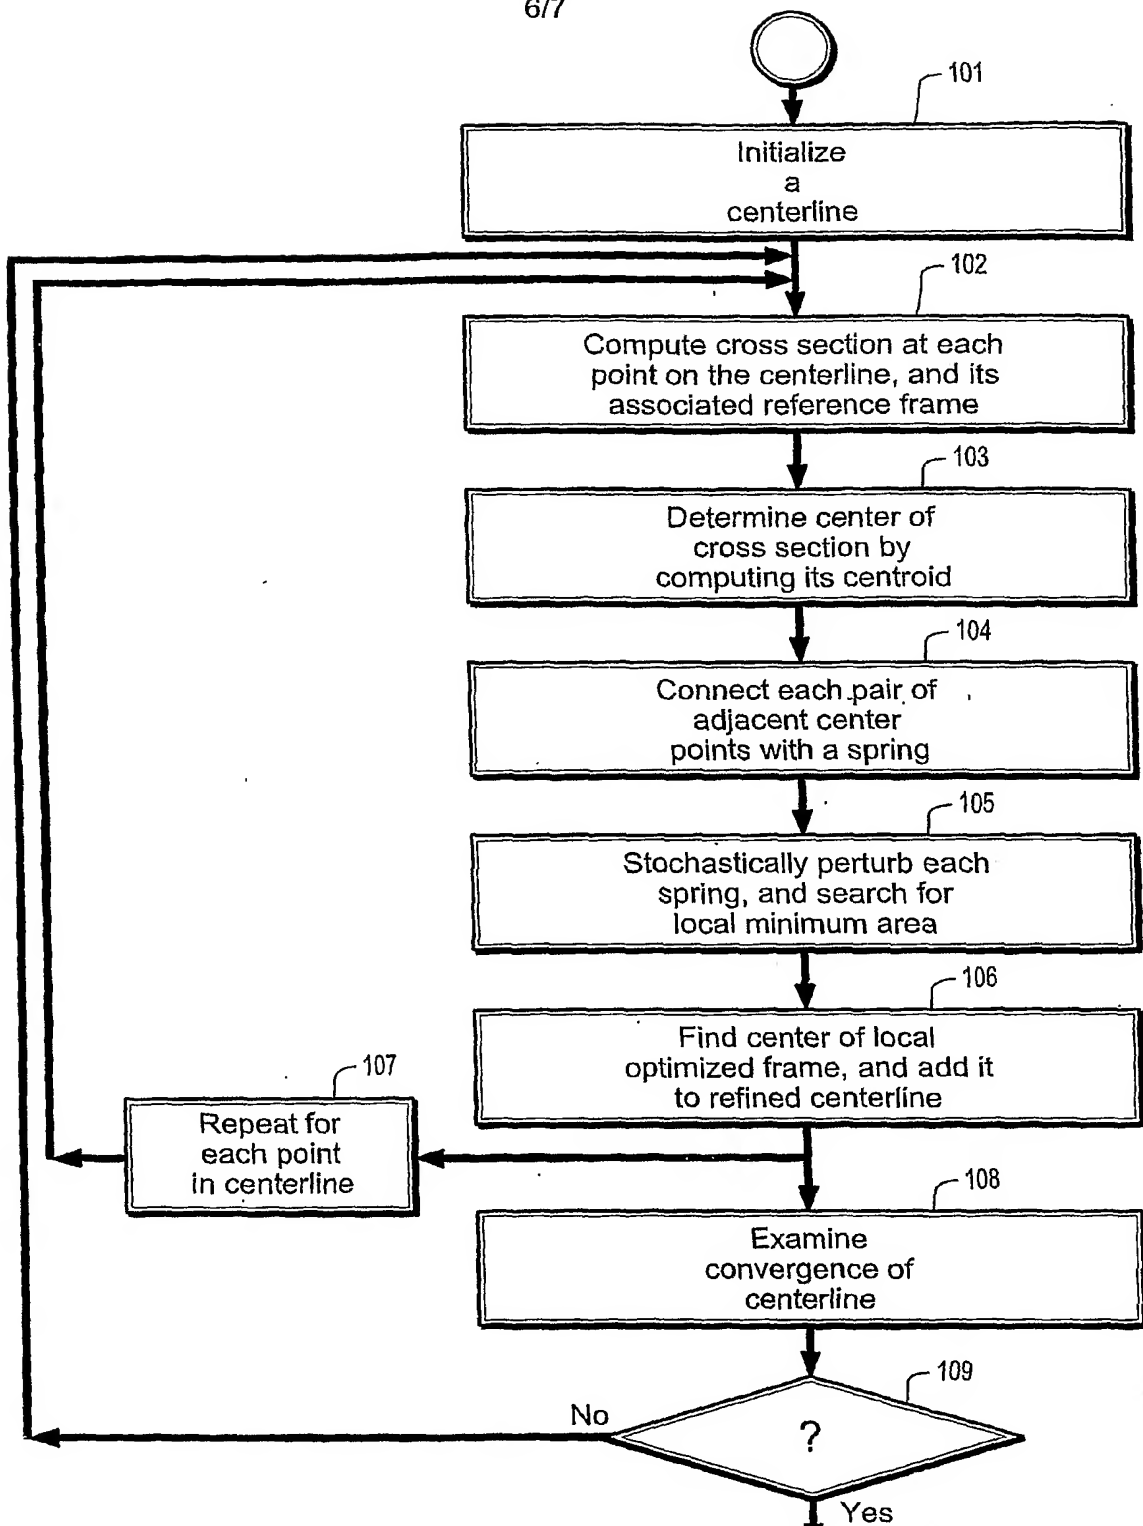 6/7
101
Initialize
a
centerline
102
Compute cross section at each
point on the centerline, and its
associated reference frame
103
Determine center of
cross section by
computing its centroid
104
Connect each pair of
adjacent center
points with a spring
105
Stochastically perturb each
spring, and search for
local minimum area
106
Find center of local
optimized frame, and add it
to refined centerline
107
Repeat for
each point
in centerline
108
Examine
convergence of
centerline
109
?
No
Yes